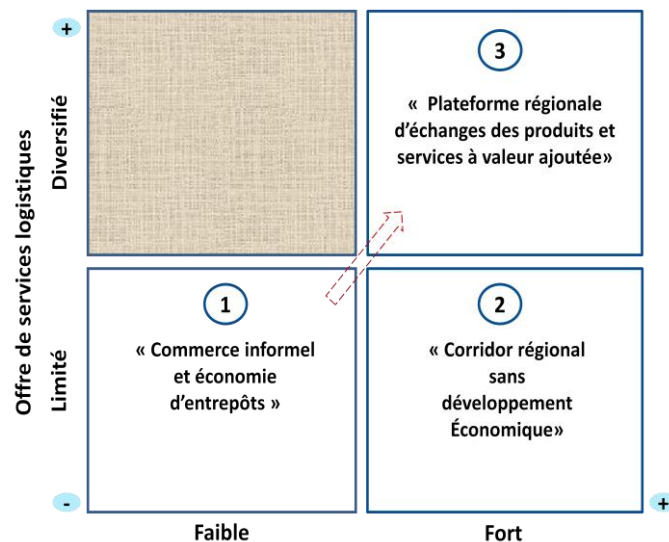 +
3
« Plateforme régionale
d’échanges des produits et
services à valeur ajoutée»
Offre de services logistiques
Diversifié
Limité
1
« Commerce informel
et économie
d’entrepôts »
2
« Corridor régional
sans
développement
Économique»
-
+
Faible
Fort